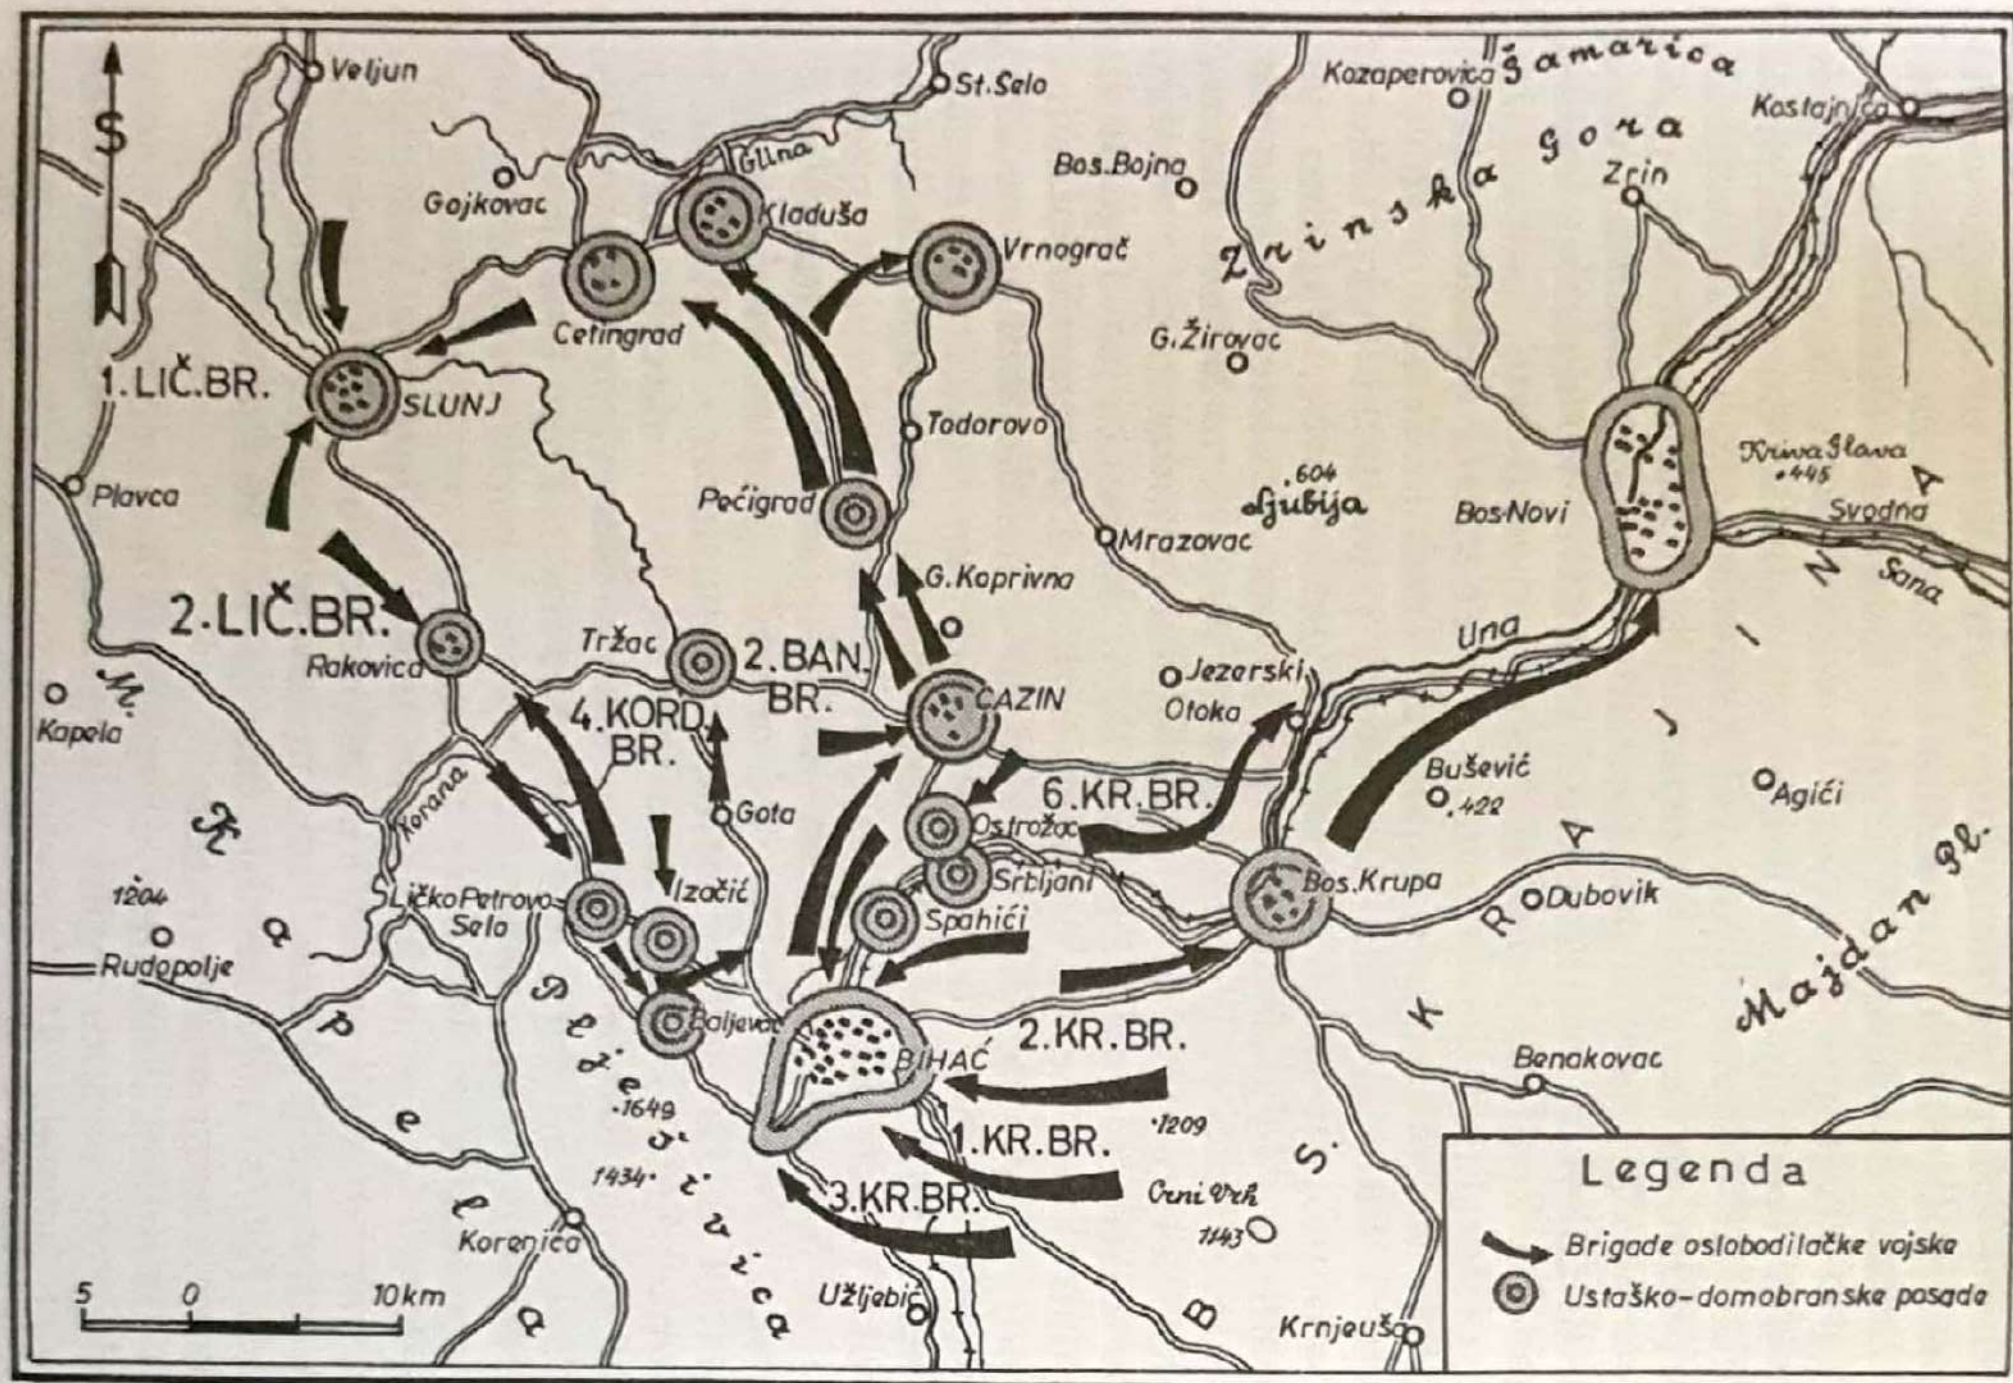 S
Veljun
St. Selo
Kozaperovica
Šamarica
Kostajnica
Glina
Gojkovac
Kladuša
Bos. Bojna
Zrinska gora
Zrin
Vrnograč
Cetingrad
G. Žirovac
1. LIČ. BR.
SLUNJ
Todorovo
Kriva Glava
.445
Plavca
Pećigrad
.604
Ljubija
Bos. Novi
Svodna
Mrazovac
Sana
G. Koprivna
2. LIČ. BR.
Rakovica
Tržac
2. BAN.
BR.
Una
Jezerski
CAZIN
Otoka
M. Kapela
Kapela
4. KORD.
BR.
Korana
Gota
6. KR. BR.
Bušević
.422
Agići
Ostrožac
1204
Ličko Petrovo
Selo
Izačić
Srbljani
Spahići
Bos. Krupa
Dubovik
Rudopolje
Majdan Pl.
Baljevac
Plješivica
BIHAĆ
2. KR. BR.
Benakovac
.1649
1434.
1. KR. BR.
.1209
Crni Vrh
1143
3. KR. BR.
Korenica
Užljebić
Krnjeuša
B S. K R A J I N A
5 0 10 km
Legenda
Brigade oslobodilačke vojske
Ustaško-domobranske posade